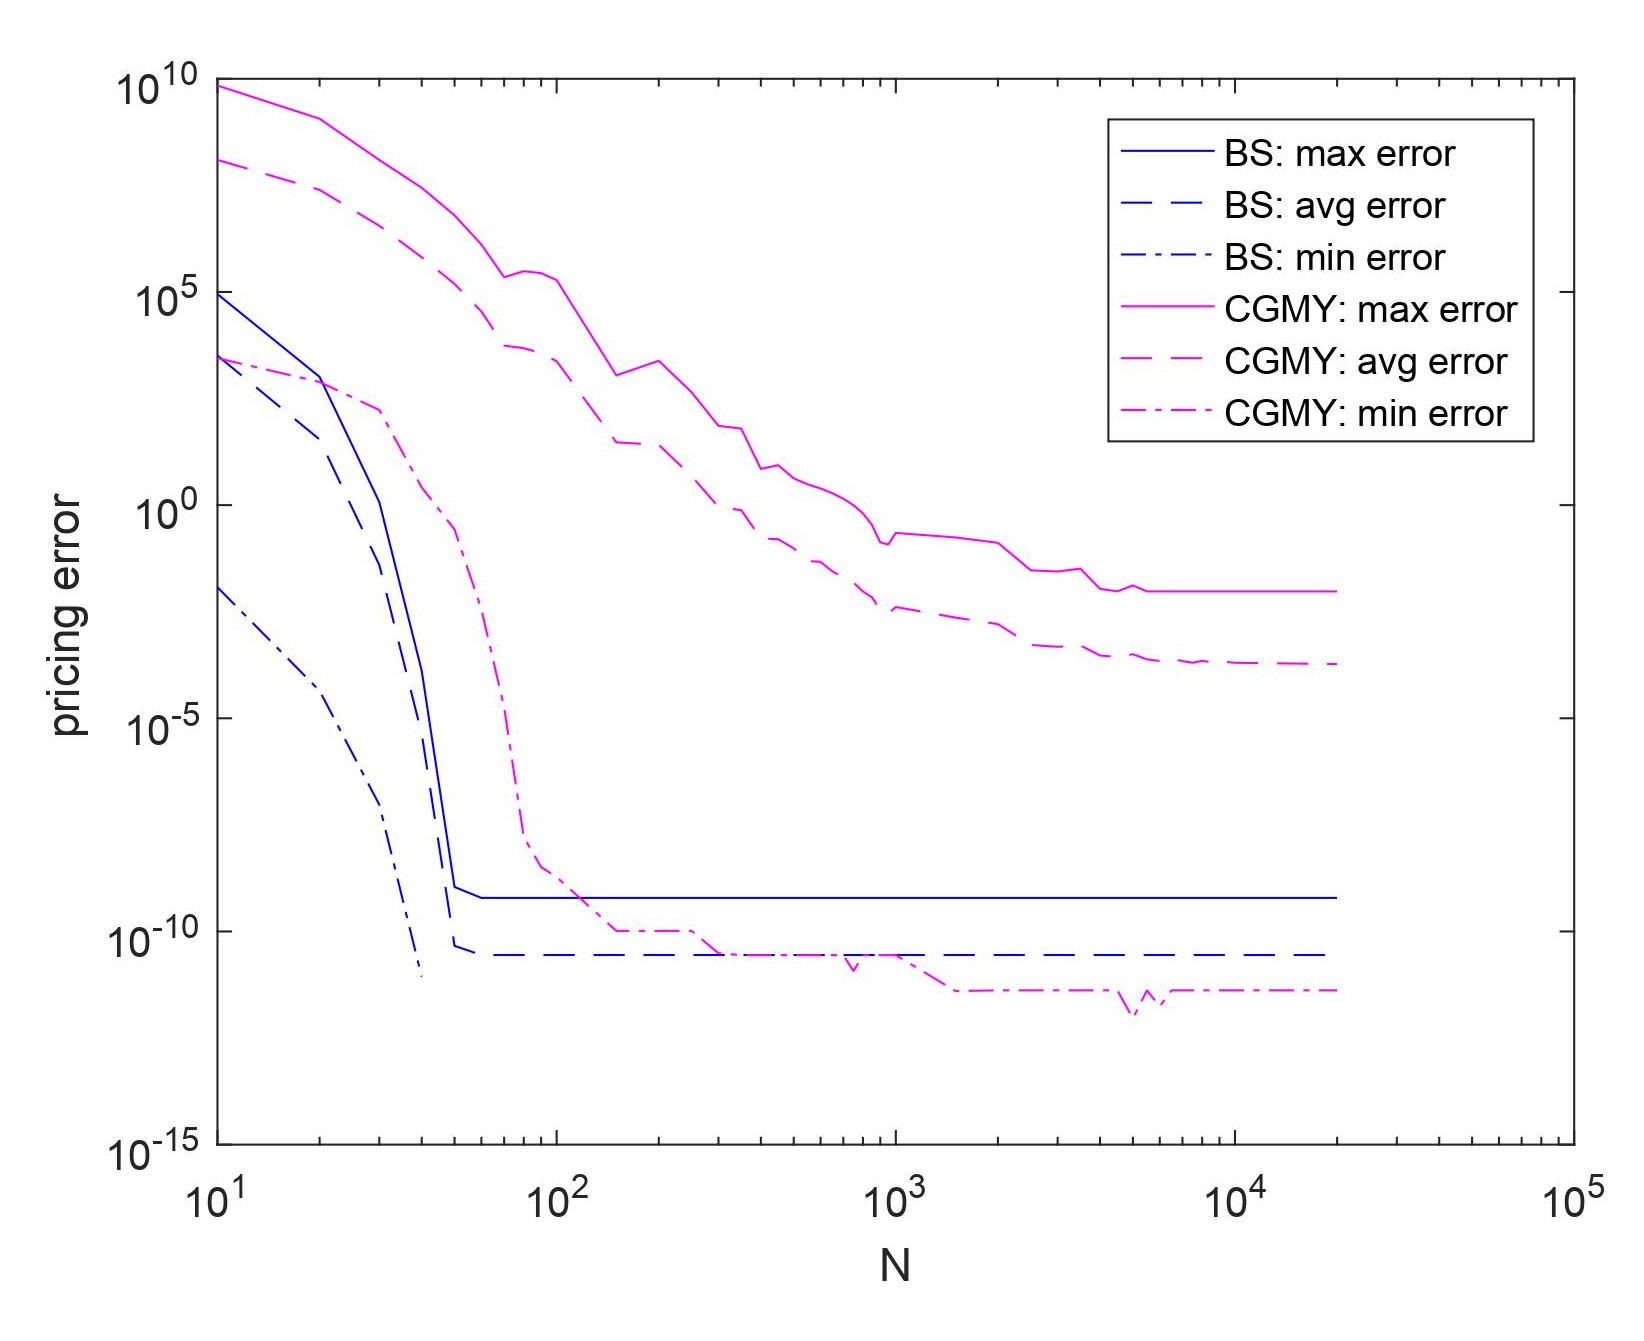 10^10
10^5
10^0
10^-5
10^-10
10^-15
pricing error
BS: max error
BS: avg error
BS: min error
CGMY: max error
CGMY: avg error
CGMY: min error
10^1 10^2 10^3 10^4 10^5
N